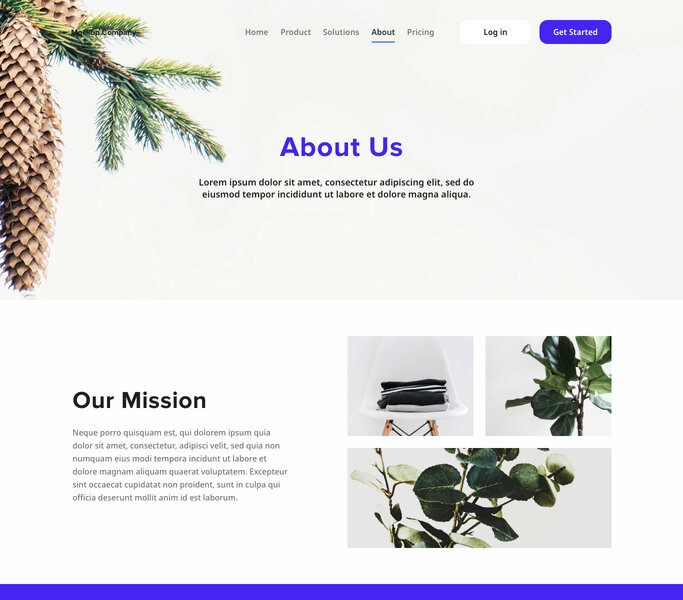 Mockup Company
Home Product Solutions About Pricing Log in Get Started
About Us
Lorem ipsum dolor sit amet, consectetur adipiscing elit, sed do
eiusmod tempor incididunt ut labore et dolore magna aliqua.
Our Mission
Neque porro quisquam est, qui dolorem ipsum quia
dolor sit amet, consectetur, adipisci velit, sed quia non
numquam eius modi tempora incidunt ut labore et
dolore magnam aliquam quaerat voluptatem. Excepteur
sint occaecat cupidatat non proident, sunt in culpa qui
officia deserunt mollit anim id est laborum.